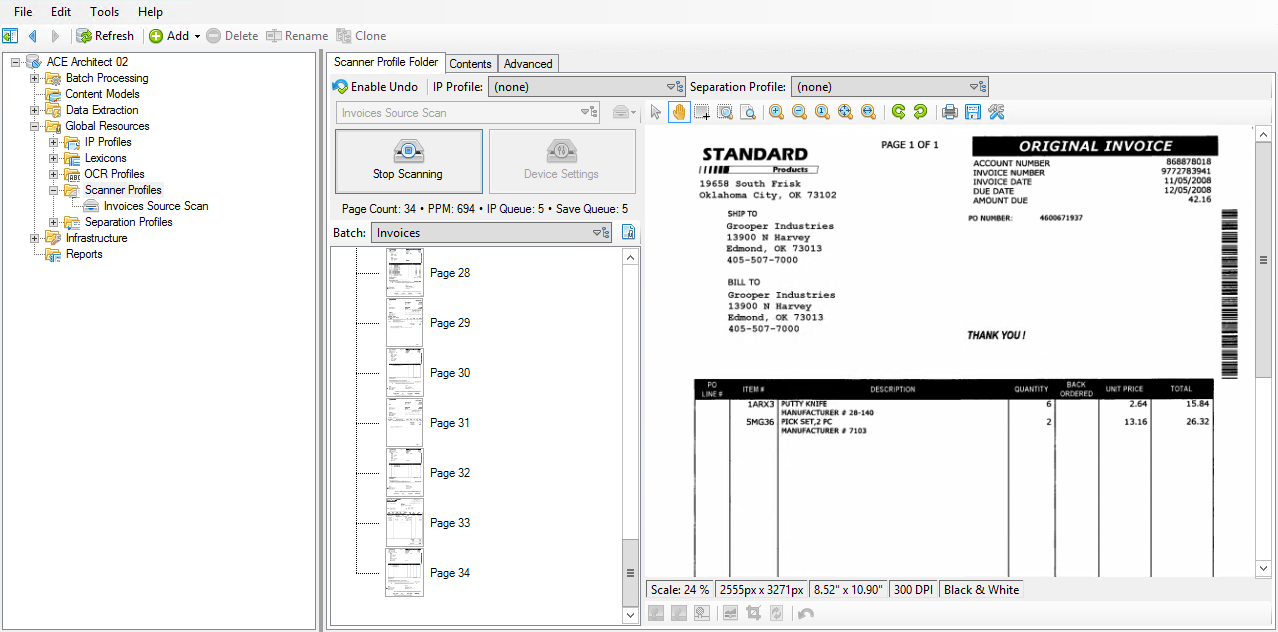 File Edit Tools Help
Refresh Add Delete Rename Clone
ACE Architect 02
Batch Processing
Content Models
Data Extraction
Global Resources
IP Profiles
Lexicons
OCR Profiles
Scanner Profiles
Invoices Source Scan
Separation Profiles
Infrastructure
Reports
Scanner Profile Folder Contents Advanced
Enable Undo IP Profile: (none) Separation Profile: (none)
Invoices Source Scan
Stop Scanning Device Settings
Page Count: 34 • PPM: 694 • IP Queue: 5 • Save Queue: 5
Batch: Invoices
Page 28
Page 29
Page 30
Page 31
Page 32
Page 33
Page 34
STANDARD
Products
19658 South Frisk
Oklahoma City, OK 73102
PAGE 1 OF 1
ORIGINAL INVOICE
ACCOUNT NUMBER 868878018
INVOICE NUMBER 9772783941
INVOICE DATE 11/05/2008
DUE DATE 12/05/2008
AMOUNT DUE 42.16
PO NUMBER: 4600671937
SHIP TO
Grooper Industries
13900 N Harvey
Edmond, OK 73013
405-507-7000
BILL TO
Grooper Industries
13900 N Harvey
Edmond, OK 73013
405-507-7000
THANK YOU !
PO LINE # ITEM # DESCRIPTION QUANTITY BACK ORDERED UNIT PRICE TOTAL
1ARX3 PUTTY KNIFE 6 2.64 15.84
MANUFACTURER # 28-140
5MG36 PICK SET,2 PC 2 13.16 26.32
MANUFACTURER # 7103
Scale: 24 % 2555px x 3271px 8.52" x 10.90" 300 DPI Black & White